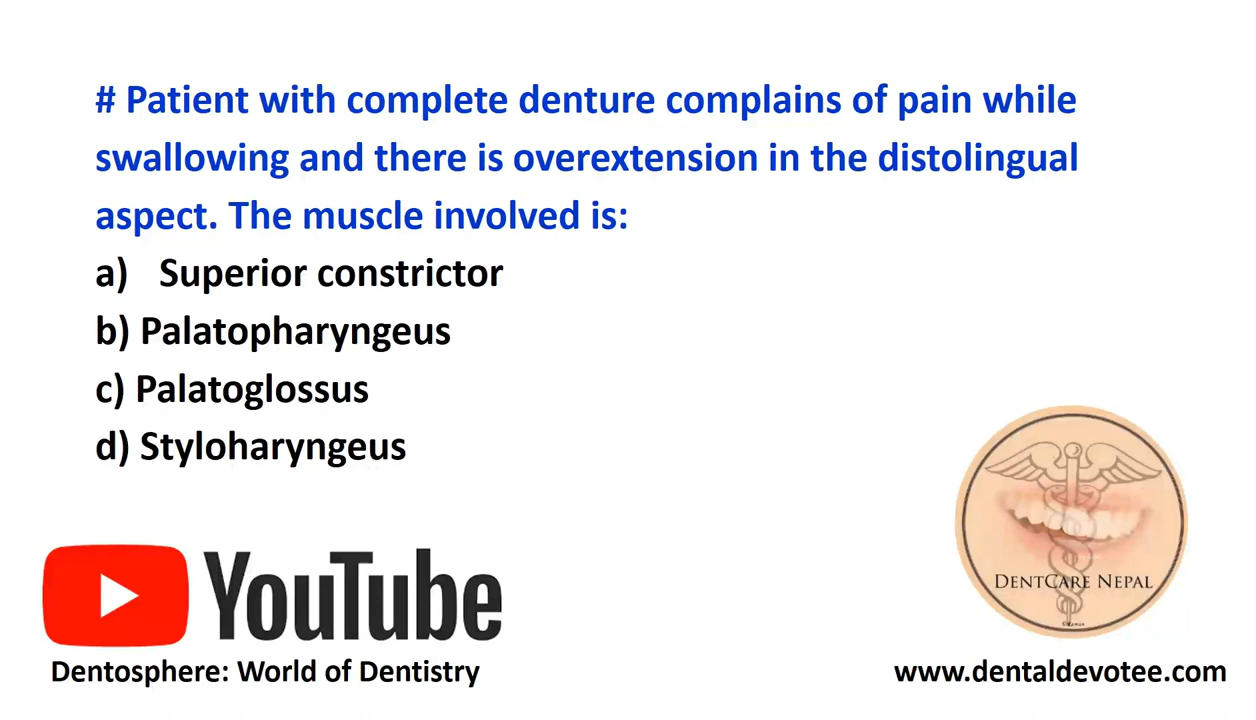 # Patient with complete denture complains of pain while
swallowing and there is overextension in the distolingual
aspect. The muscle involved is:
a) Superior constrictor
b) Palatopharyngeus
c) Palatoglossus
d) Styloharyngeus
DentCare Nepal
YouTube
Dentosphere: World of Dentistry
www.dentaldevotee.com